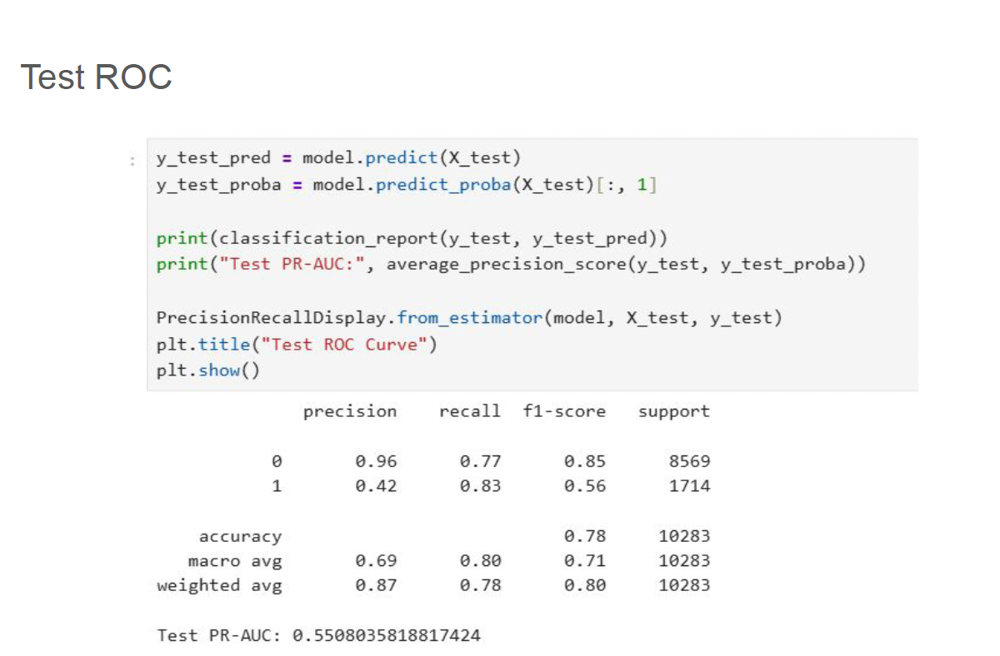 Test ROC
:
y_test_pred = model.predict(X_test)
y_test_proba = model.predict_proba(X_test)[:, 1]
print(classification_report(y_test, y_test_pred))
print("Test PR-AUC:", average_precision_score(y_test, y_test_proba))
PrecisionRecallDisplay.from_estimator(model, X_test, y_test)
plt.title("Test ROC Curve")
plt.show()
precision recall f1-score support
0 0.96 0.77 0.85 8569
1 0.42 0.83 0.56 1714
accuracy 0.78 10283
macro avg 0.69 0.80 0.71 10283
weighted avg 0.87 0.78 0.80 10283
Test PR-AUC: 0.5508035818817424